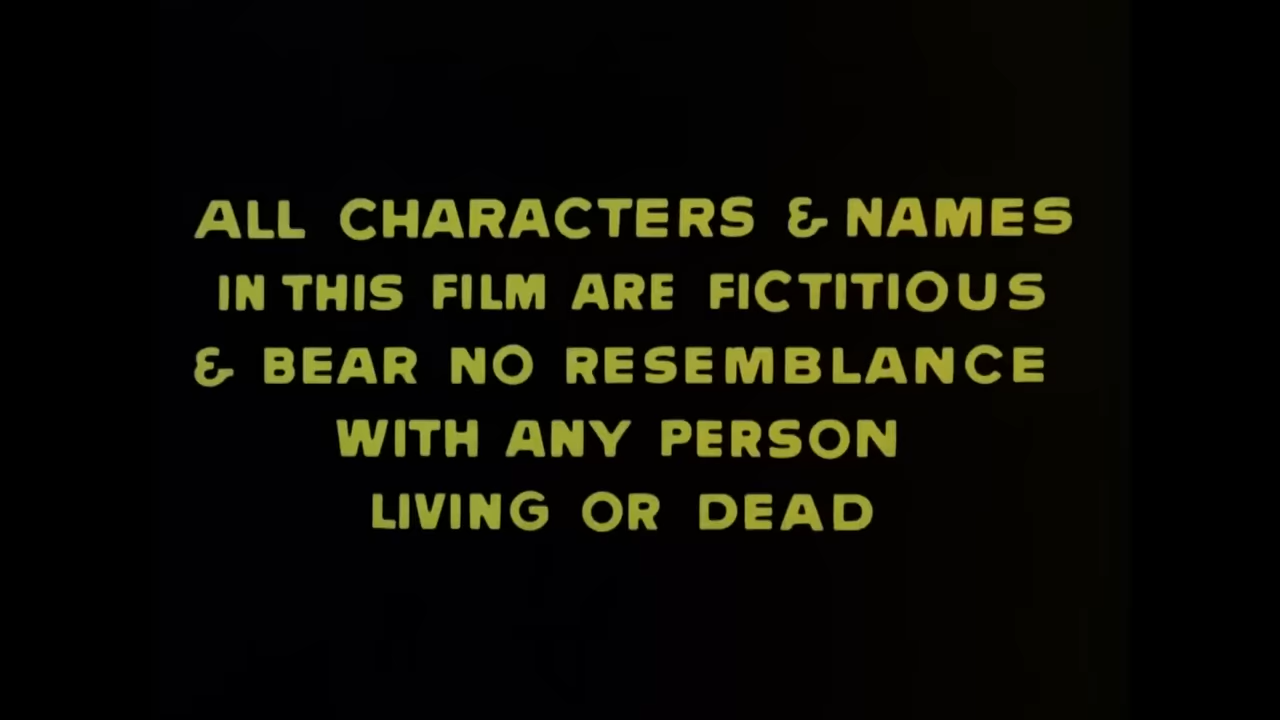 ALL CHARACTERS & NAMES
IN THIS FILM ARE FICTITIOUS
& BEAR NO RESEMBLANCE
WITH ANY PERSON
LIVING OR DEAD